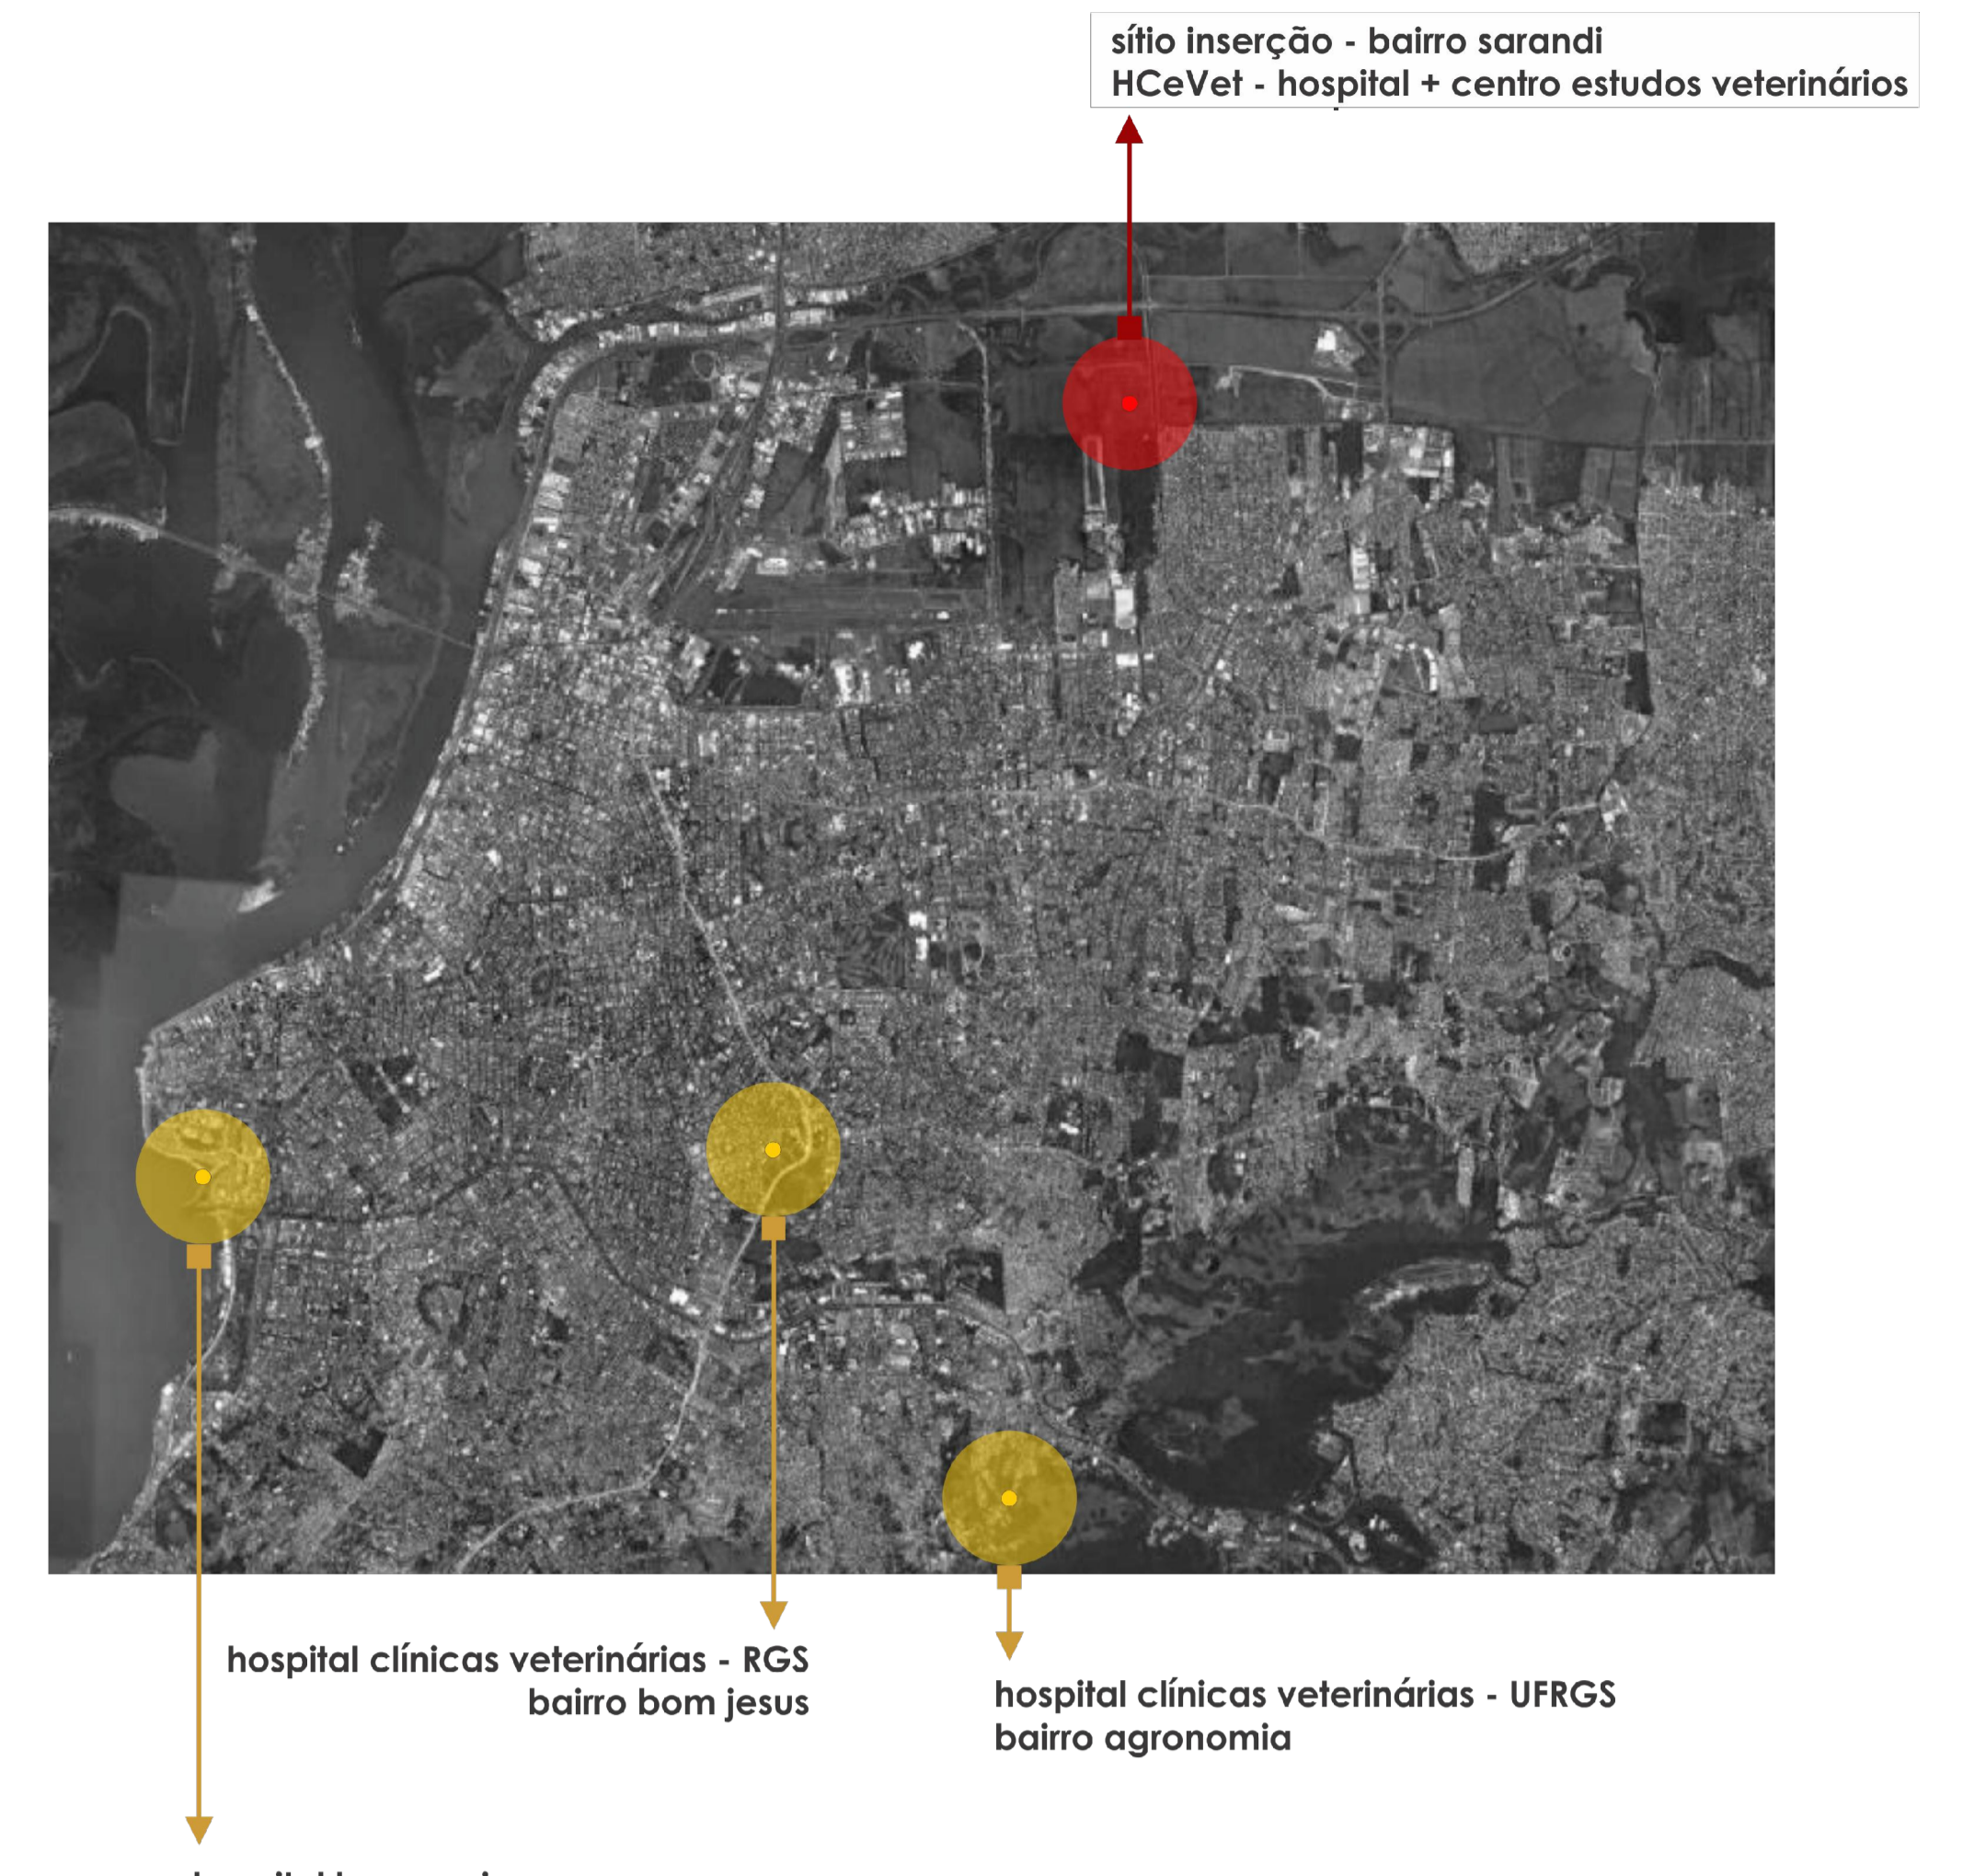 sítio inserção - bairro sarandi
HCeVet - hospital + centro estudos veterinários
hospital clínicas veterinárias - RGS
bairro bom jesus
hospital clínicas veterinárias - UFRGS
bairro agronomia